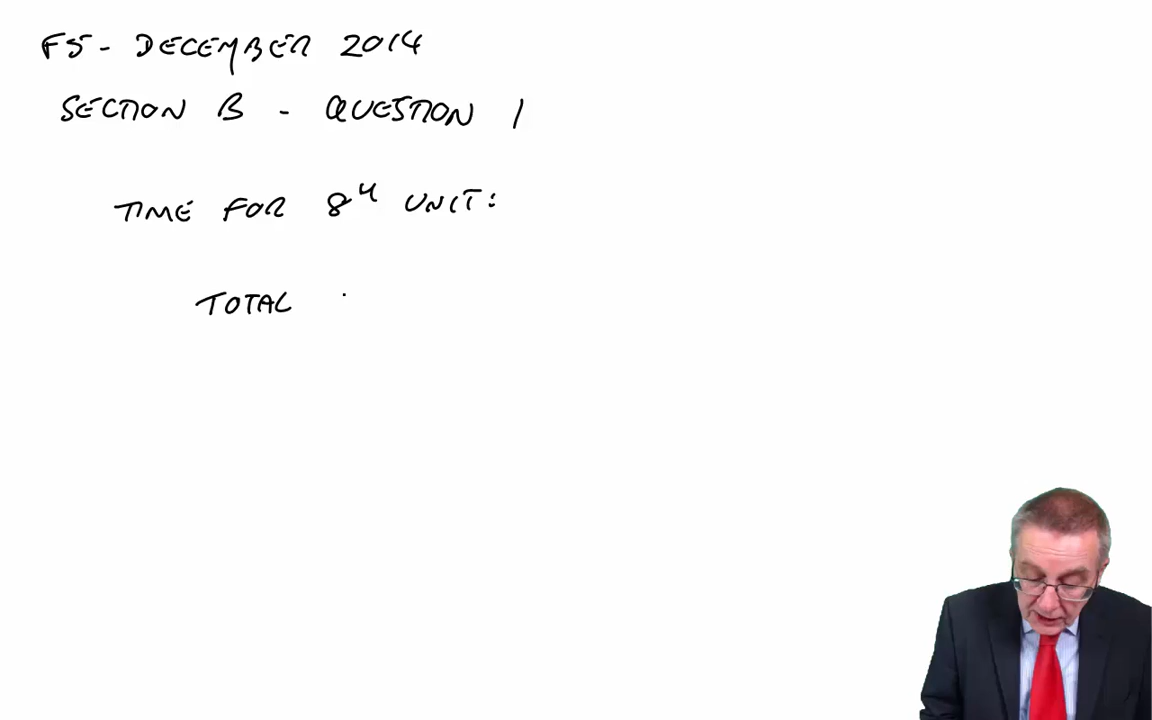 F5 - DECEMBER 2014
SECTION B - QUESTION 1
TIME FOR 8th UNIT:
TOTAL